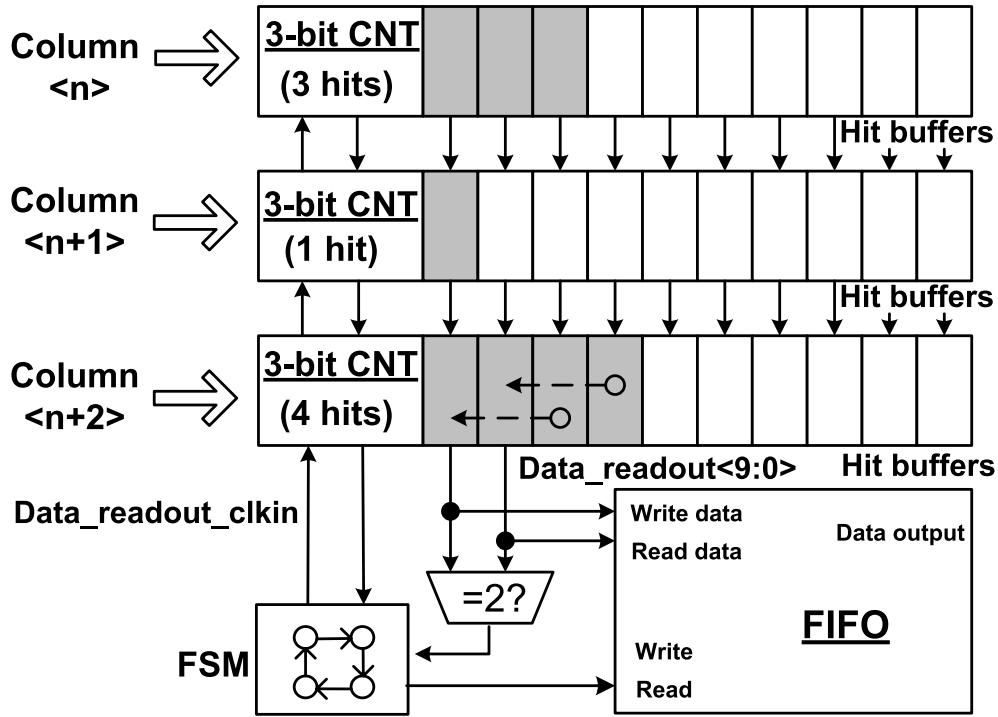 Column
<n>
3-bit CNT
(3 hits)
Hit buffers
Column
<n+1>
3-bit CNT
(1 hit)
Hit buffers
Column
<n+2>
3-bit CNT
(4 hits)
Data_readout<9:0>
Hit buffers
Data_readout_clkin
Write data
Read data
Data output
=2?
FIFO
FSM
Write
Read